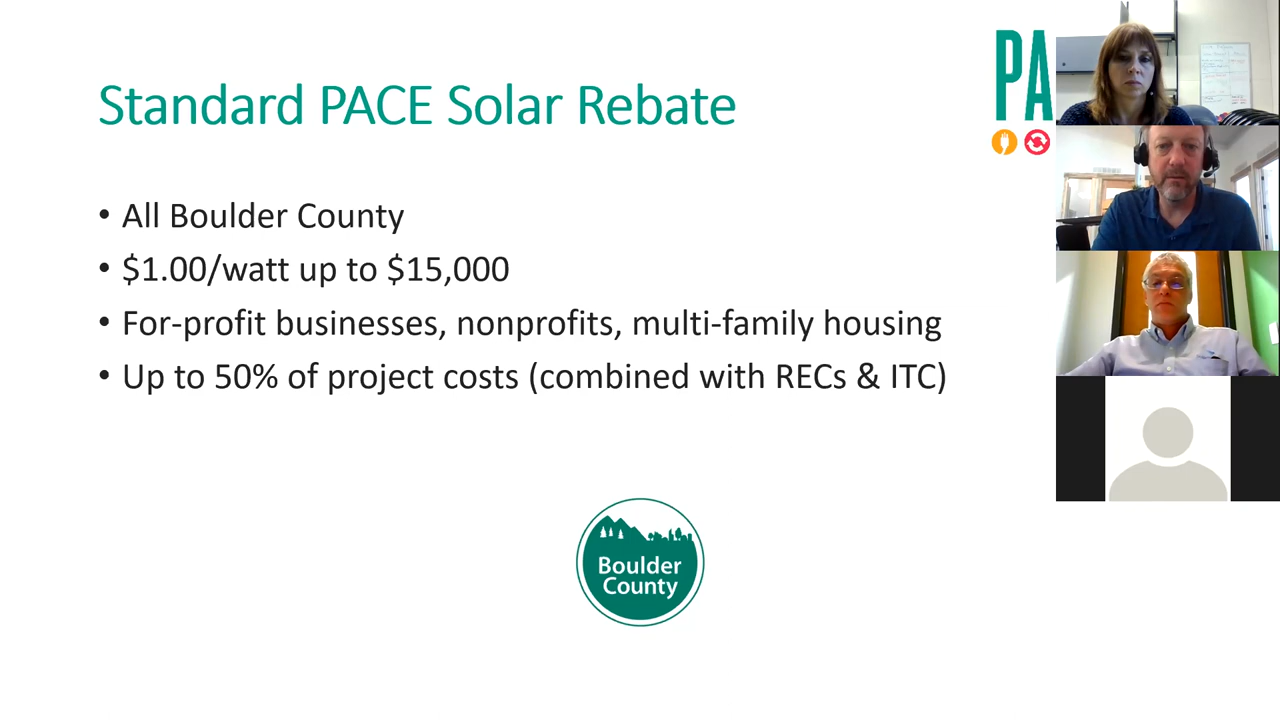 Standard PACE Solar Rebate
PA
• All Boulder County
• $1.00/watt up to $15,000
• For-profit businesses, nonprofits, multi-family housing
• Up to 50% of project costs (combined with RECs & ITC)
Boulder
County